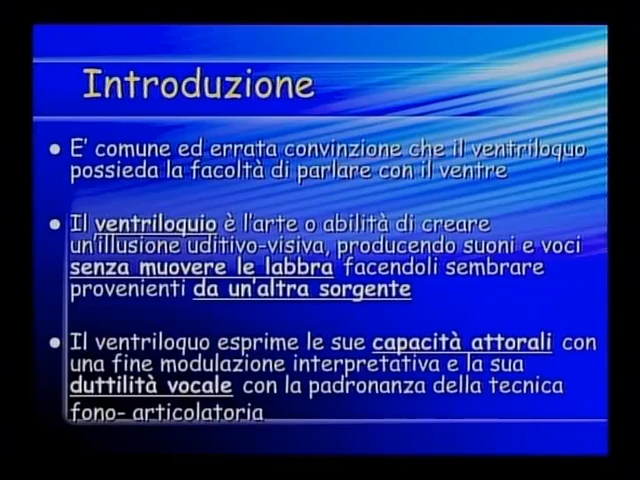 Introduzione
E' comune ed errata convinzione che il ventriloquo
possieda la facoltà di parlare con il ventre
Il ventriloquio è l'arte o abilità di creare
un'illusione uditivo-visiva, producendo suoni e voci
senza muovere le labbra facendoli sembrare
provenienti da un'altra sorgente
Il ventriloquo esprime le sue capacità attorali con
una fine modulazione interpretativa e la sua
duttilità vocale con la padronanza della tecnica
fono- articolatoria